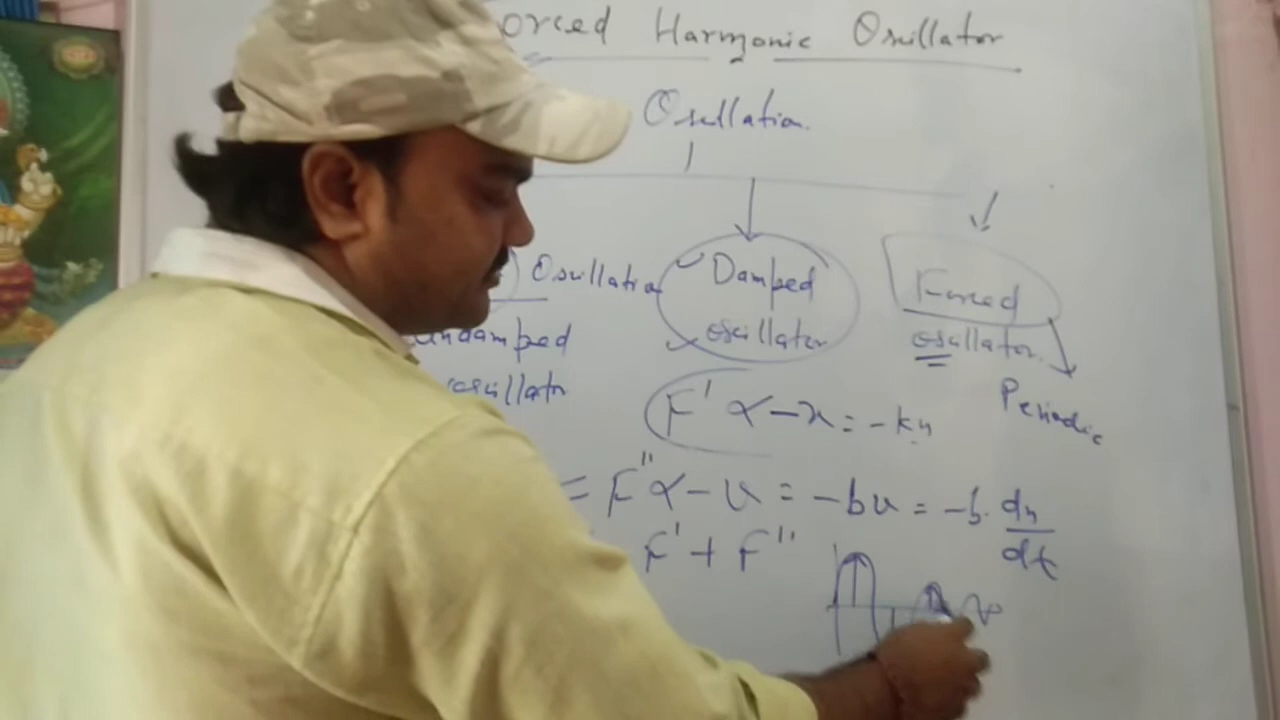 orced Harmonic Oscillator
Oscillation.
Oscillation
undamped
oscillator
Damped
oscillator
Forced
oscillator.
Periodic
F' ∝ -x = -kx
= F'' ∝ -v = -bv = -b. dx/dt
F' + F''